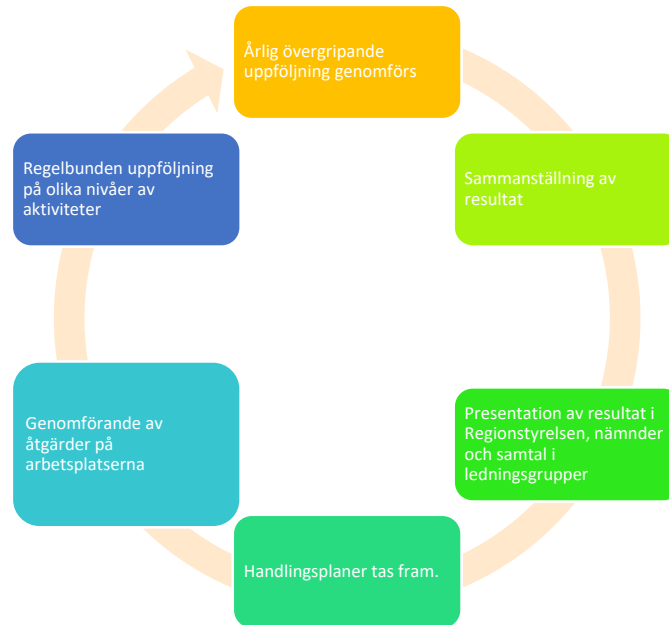 Årlig övergripande
uppföljning genomförs
Sammanställning av
resultat
Presentation av resultat i
Regionstyrelsen, nämnder
och samtal i
ledningsgrupper
Handlingsplaner tas fram.
Genomförande av
åtgärder på
arbetsplatserna
Regelbunden uppföljning
på olika nivåer av
aktiviteter